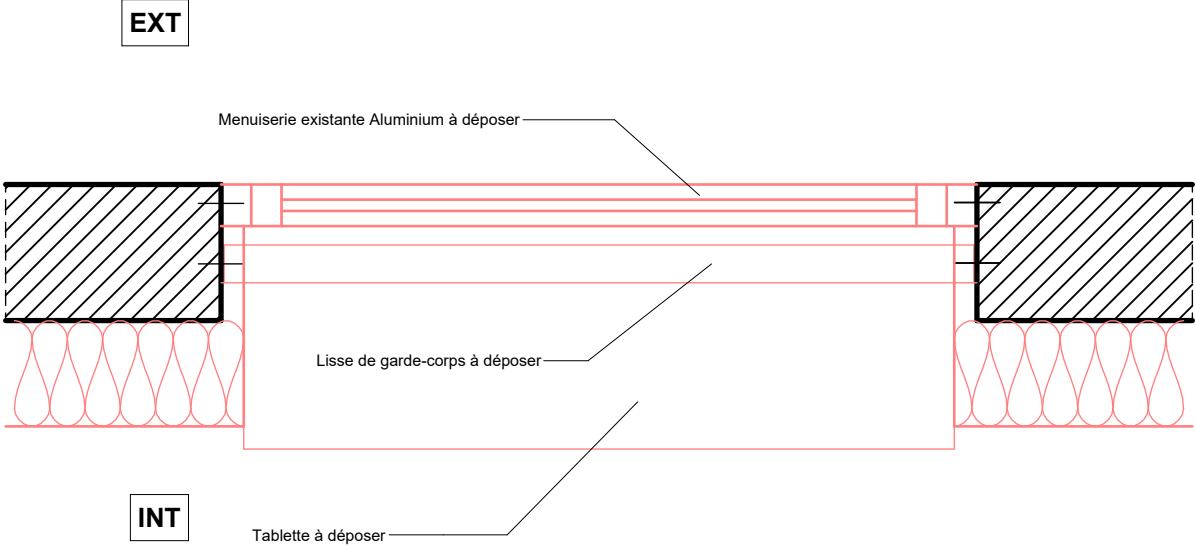 EXT
Menuiserie existante Aluminium à déposer
Lisse de garde-corps à déposer
INT
Tablette à déposer